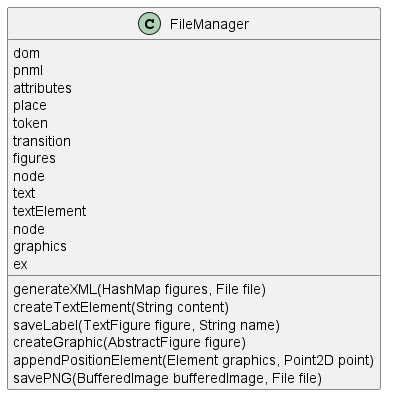 C FileManager
dom
pnml
attributes
place
token
transition
figures
node
text
textElement
node
graphics
ex
generateXML(HashMap figures, File file)
createTextElement(String content)
saveLabel(TextFigure figure, String name)
createGraphic(AbstractFigure figure)
appendPositionElement(Element graphics, Point2D point)
savePNG(BufferedImage bufferedImage, File file)